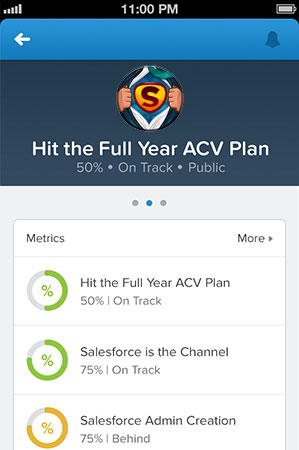 11:00 PM
S
Hit the Full Year ACV Plan
50% • On Track • Public
Metrics
More ▸
%
Hit the Full Year ACV Plan
50% | On Track
%
Salesforce is the Channel
75% | On Track
%
Salesforce Admin Creation
75% | Behind